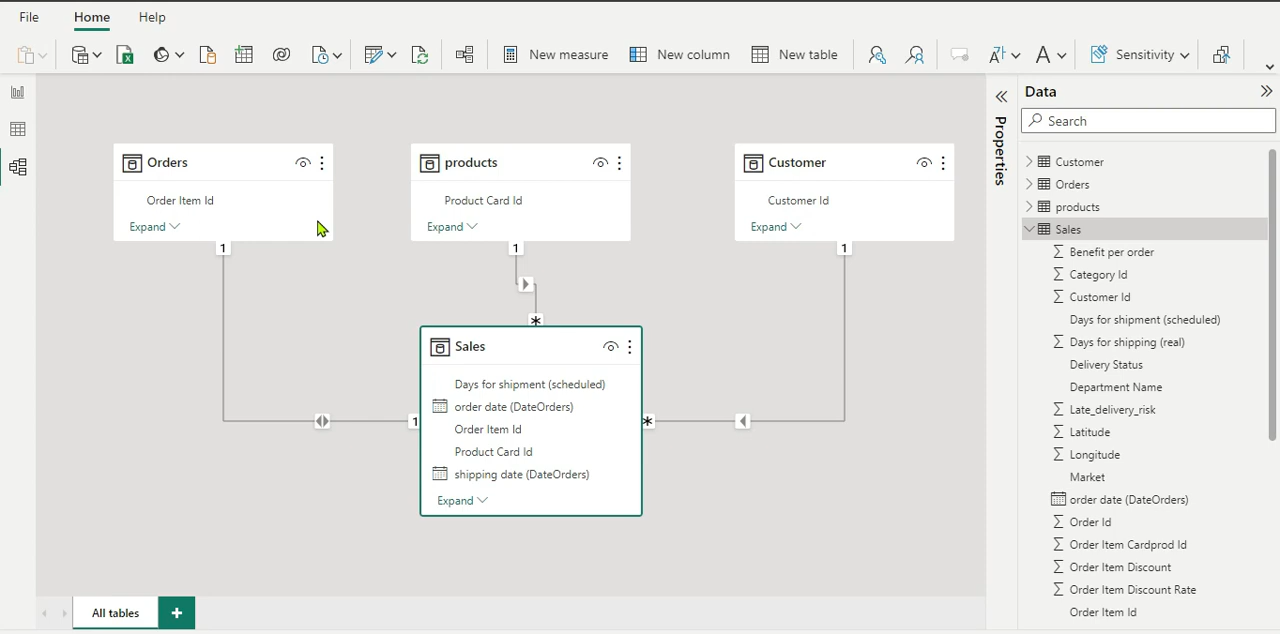 File Home Help
New measure New column New table Sensitivity
Data
Search
Properties
Orders
Order Item Id
Expand
products
Product Card Id
Expand
Customer
Customer Id
Expand
1
1
1
*
Sales
Days for shipment (scheduled)
order date (DateOrders)
Order Item Id
Product Card Id
shipping date (DateOrders)
Expand
1
*
Customer
Orders
products
Sales
Benefit per order
Category Id
Customer Id
Days for shipment (scheduled)
Days for shipping (real)
Delivery Status
Department Name
Late_delivery_risk
Latitude
Longitude
Market
order date (DateOrders)
Order Id
Order Item Cardprod Id
Order Item Discount
Order Item Discount Rate
Order Item Id
All tables